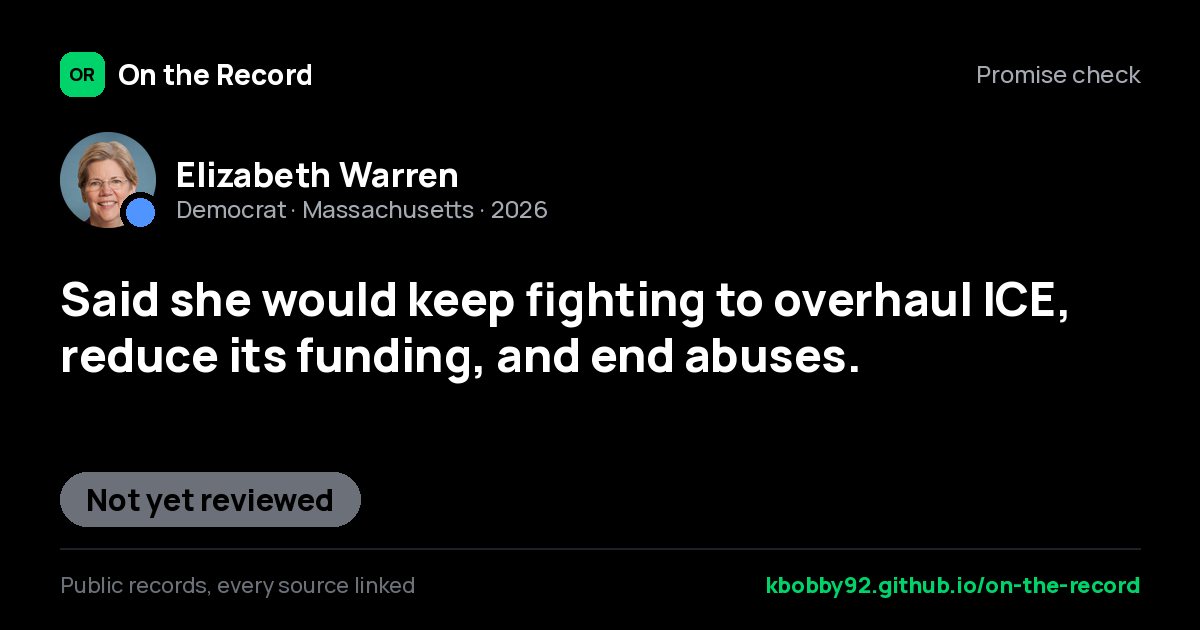 OR On the Record
Promise check
Elizabeth Warren
Democrat · Massachusetts · 2026
Said she would keep fighting to overhaul ICE,
reduce its funding, and end abuses.
Not yet reviewed
Public records, every source linked
kbobby92.github.io/on-the-record